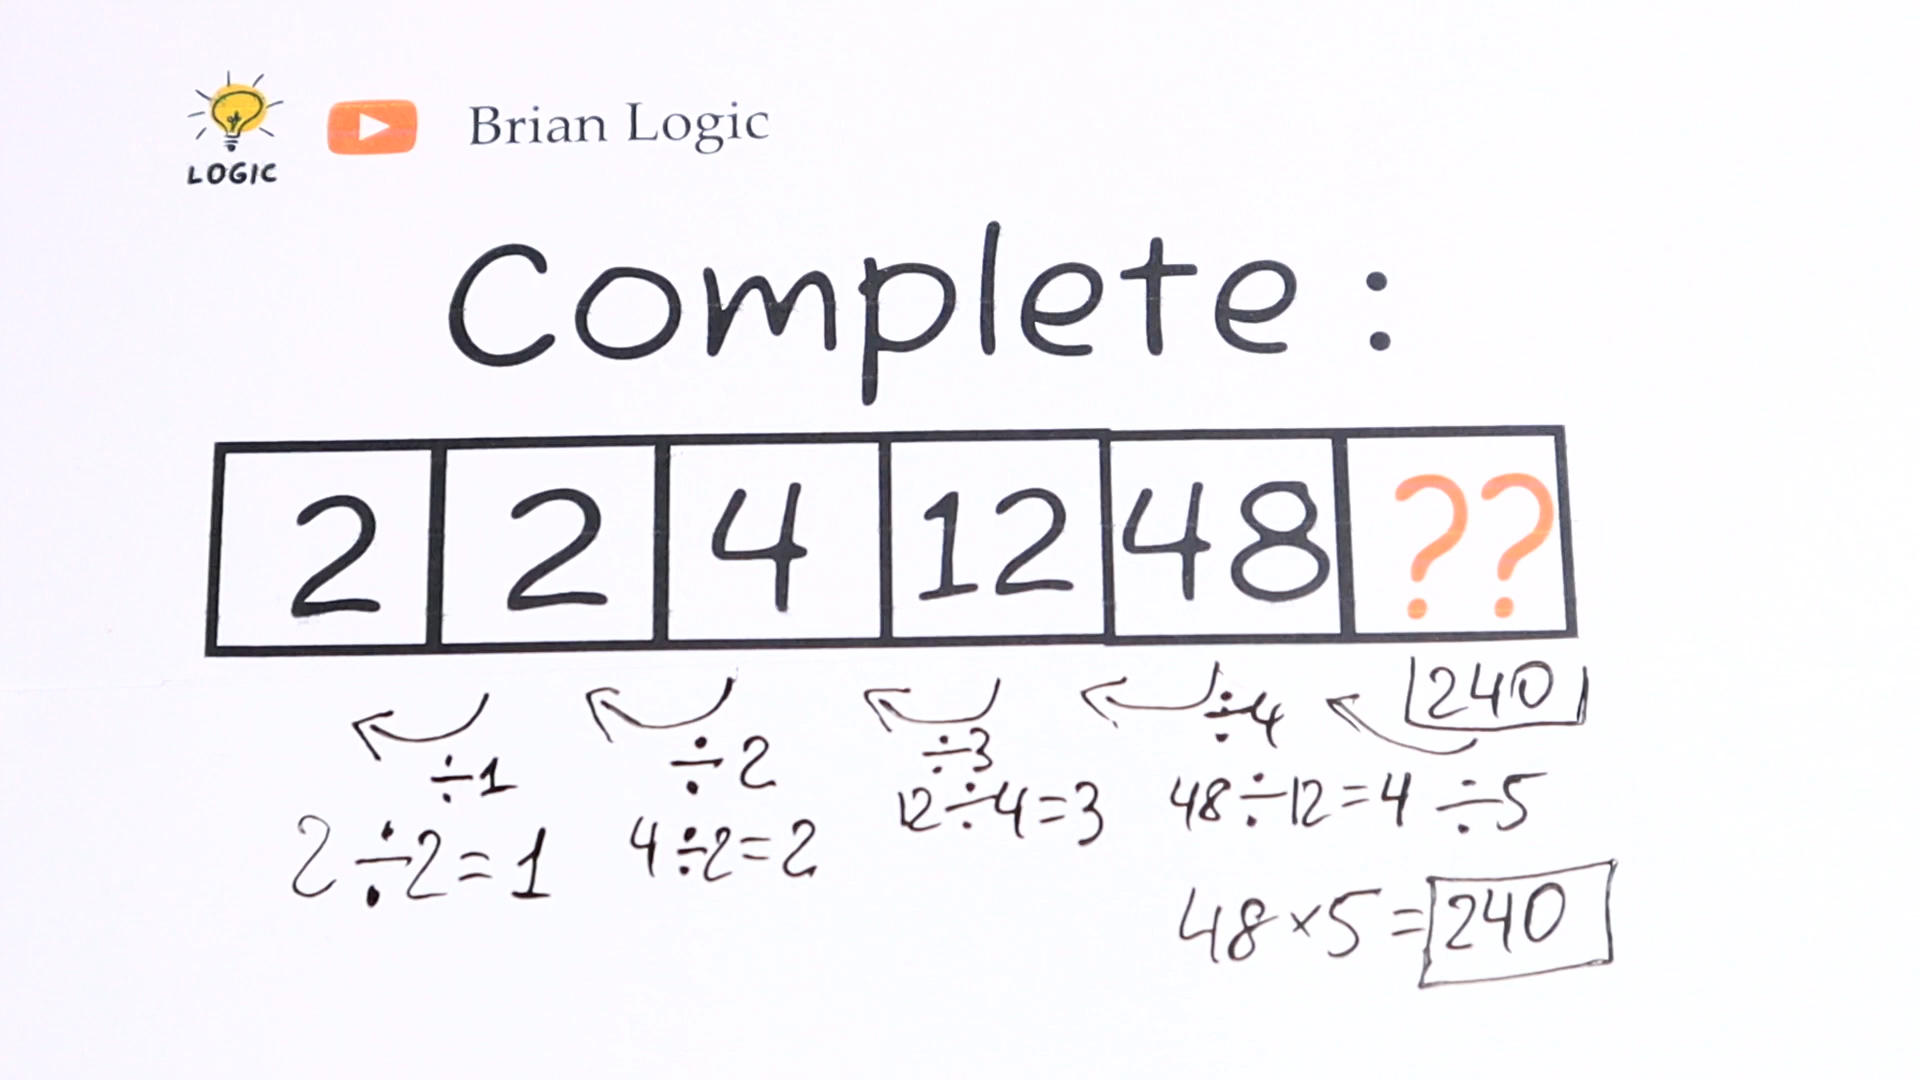 LOGIC
Brian Logic
Complete :
2 2 4 12 48 ??
240
÷1 ÷2 ÷3 ÷4
2÷2=1 4÷2=2 12÷4=3 48÷12=4 ÷5
48×5=240